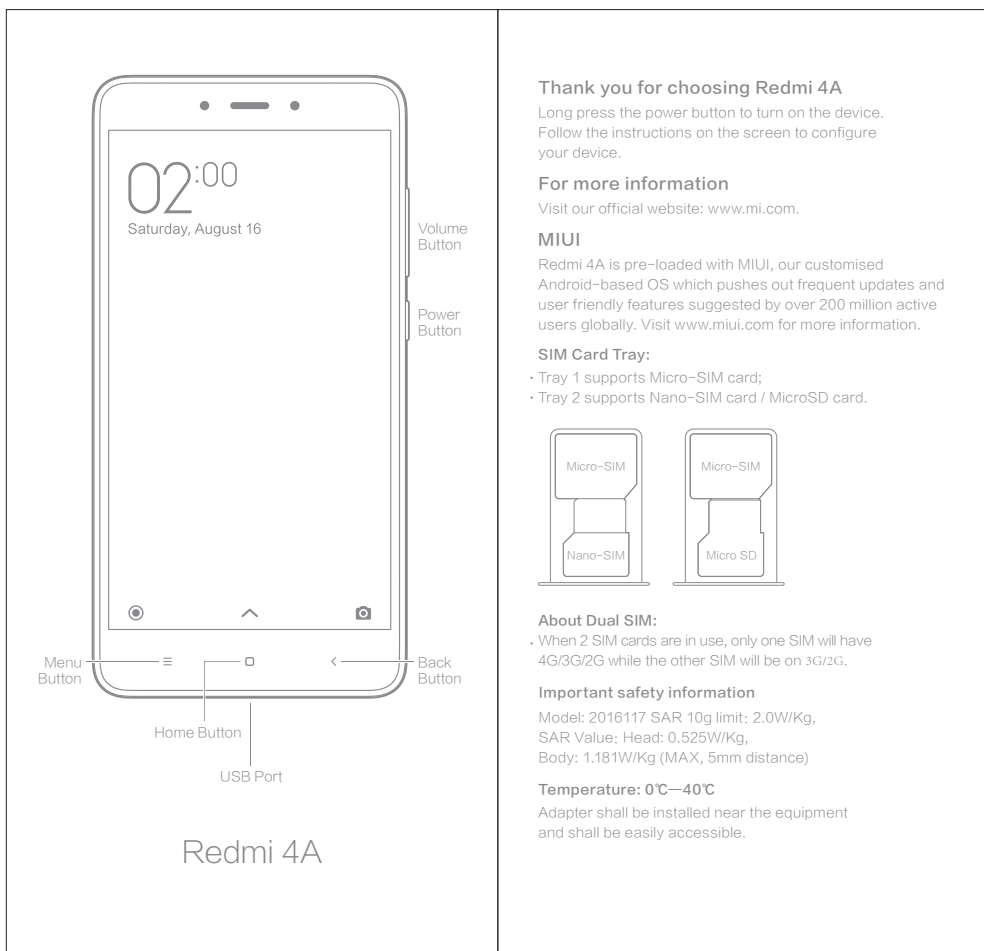 02:00
Saturday, August 16
Volume
Button
Power
Button
Menu
Button
Back
Button
Home Button
USB Port
Redmi 4A
Thank you for choosing Redmi 4A
Long press the power button to turn on the device.
Follow the instructions on the screen to configure
your device.
For more information
Visit our official website: www.mi.com.
MIUI
Redmi 4A is pre-loaded with MIUI, our customised
Android-based OS which pushes out frequent updates and
user friendly features suggested by over 200 million active
users globally. Visit www.miui.com for more information.
SIM Card Tray:
· Tray 1 supports Micro-SIM card;
· Tray 2 supports Nano-SIM card / MicroSD card.
Micro-SIM
Nano-SIM
Micro-SIM
Micro SD
About Dual SIM:
· When 2 SIM cards are in use, only one SIM will have
4G/3G/2G while the other SIM will be on 3G/2G.
Important safety information
Model: 2016117 SAR 10g limit: 2.0W/Kg,
SAR Value: Head: 0.525W/Kg,
Body: 1.181W/Kg (MAX, 5mm distance)
Temperature: 0℃—40℃
Adapter shall be installed near the equipment
and shall be easily accessible.